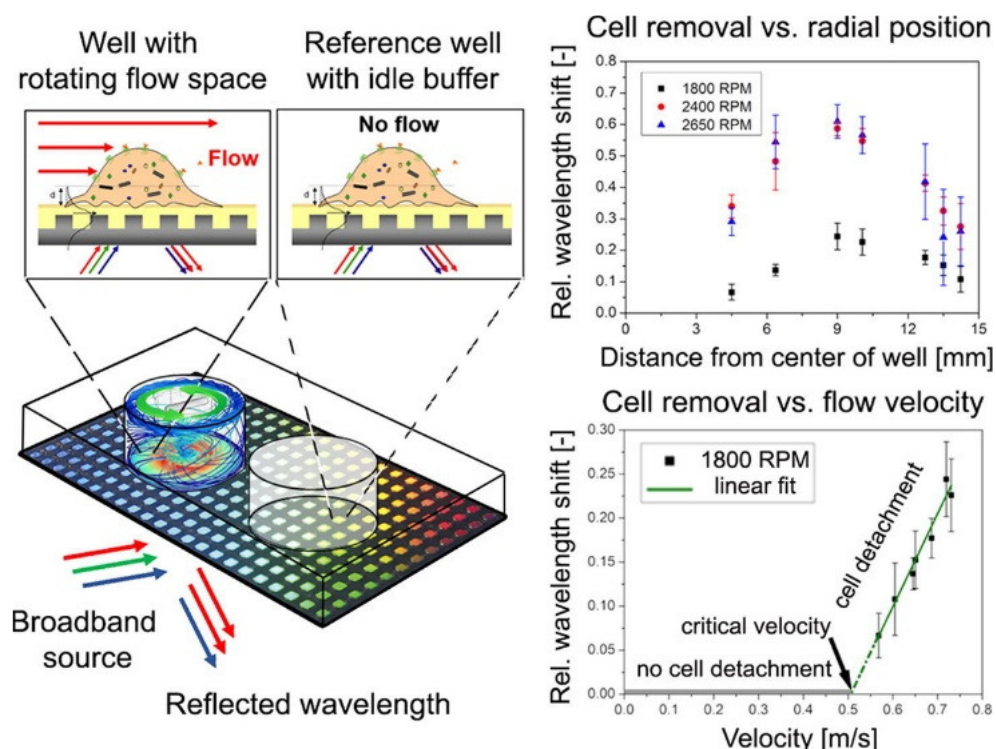 Well with
rotating flow space
Reference well
with idle buffer
Flow
d
No flow
d
Broadband
source
Reflected wavelength
Cell removal vs. radial position
Rel. wavelength shift [-]
0.8
0.7
0.6
0.5
0.4
0.3
0.2
0.1
0.0
1800 RPM
2400 RPM
2650 RPM
0 3 6 9 12 15
Distance from center of well [mm]
Cell removal vs. flow velocity
Rel. wavelength shift [-]
0.30
0.25
0.20
0.15
0.10
0.05
0.00
1800 RPM
linear fit
cell detachment
critical velocity
no cell detachment
0.0 0.1 0.2 0.3 0.4 0.5 0.6 0.7 0.8
Velocity [m/s]